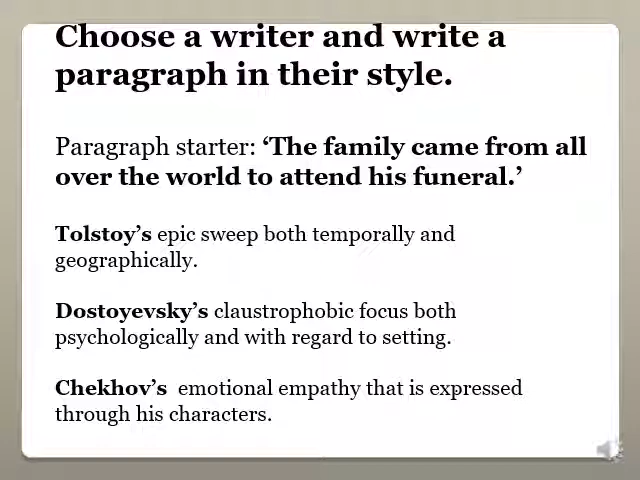 Choose a writer and write a
paragraph in their style.
Paragraph starter: ‘The family came from all
over the world to attend his funeral.’
Tolstoy’s epic sweep both temporally and
geographically.
Dostoyevsky’s claustrophobic focus both
psychologically and with regard to setting.
Chekhov’s emotional empathy that is expressed
through his characters.